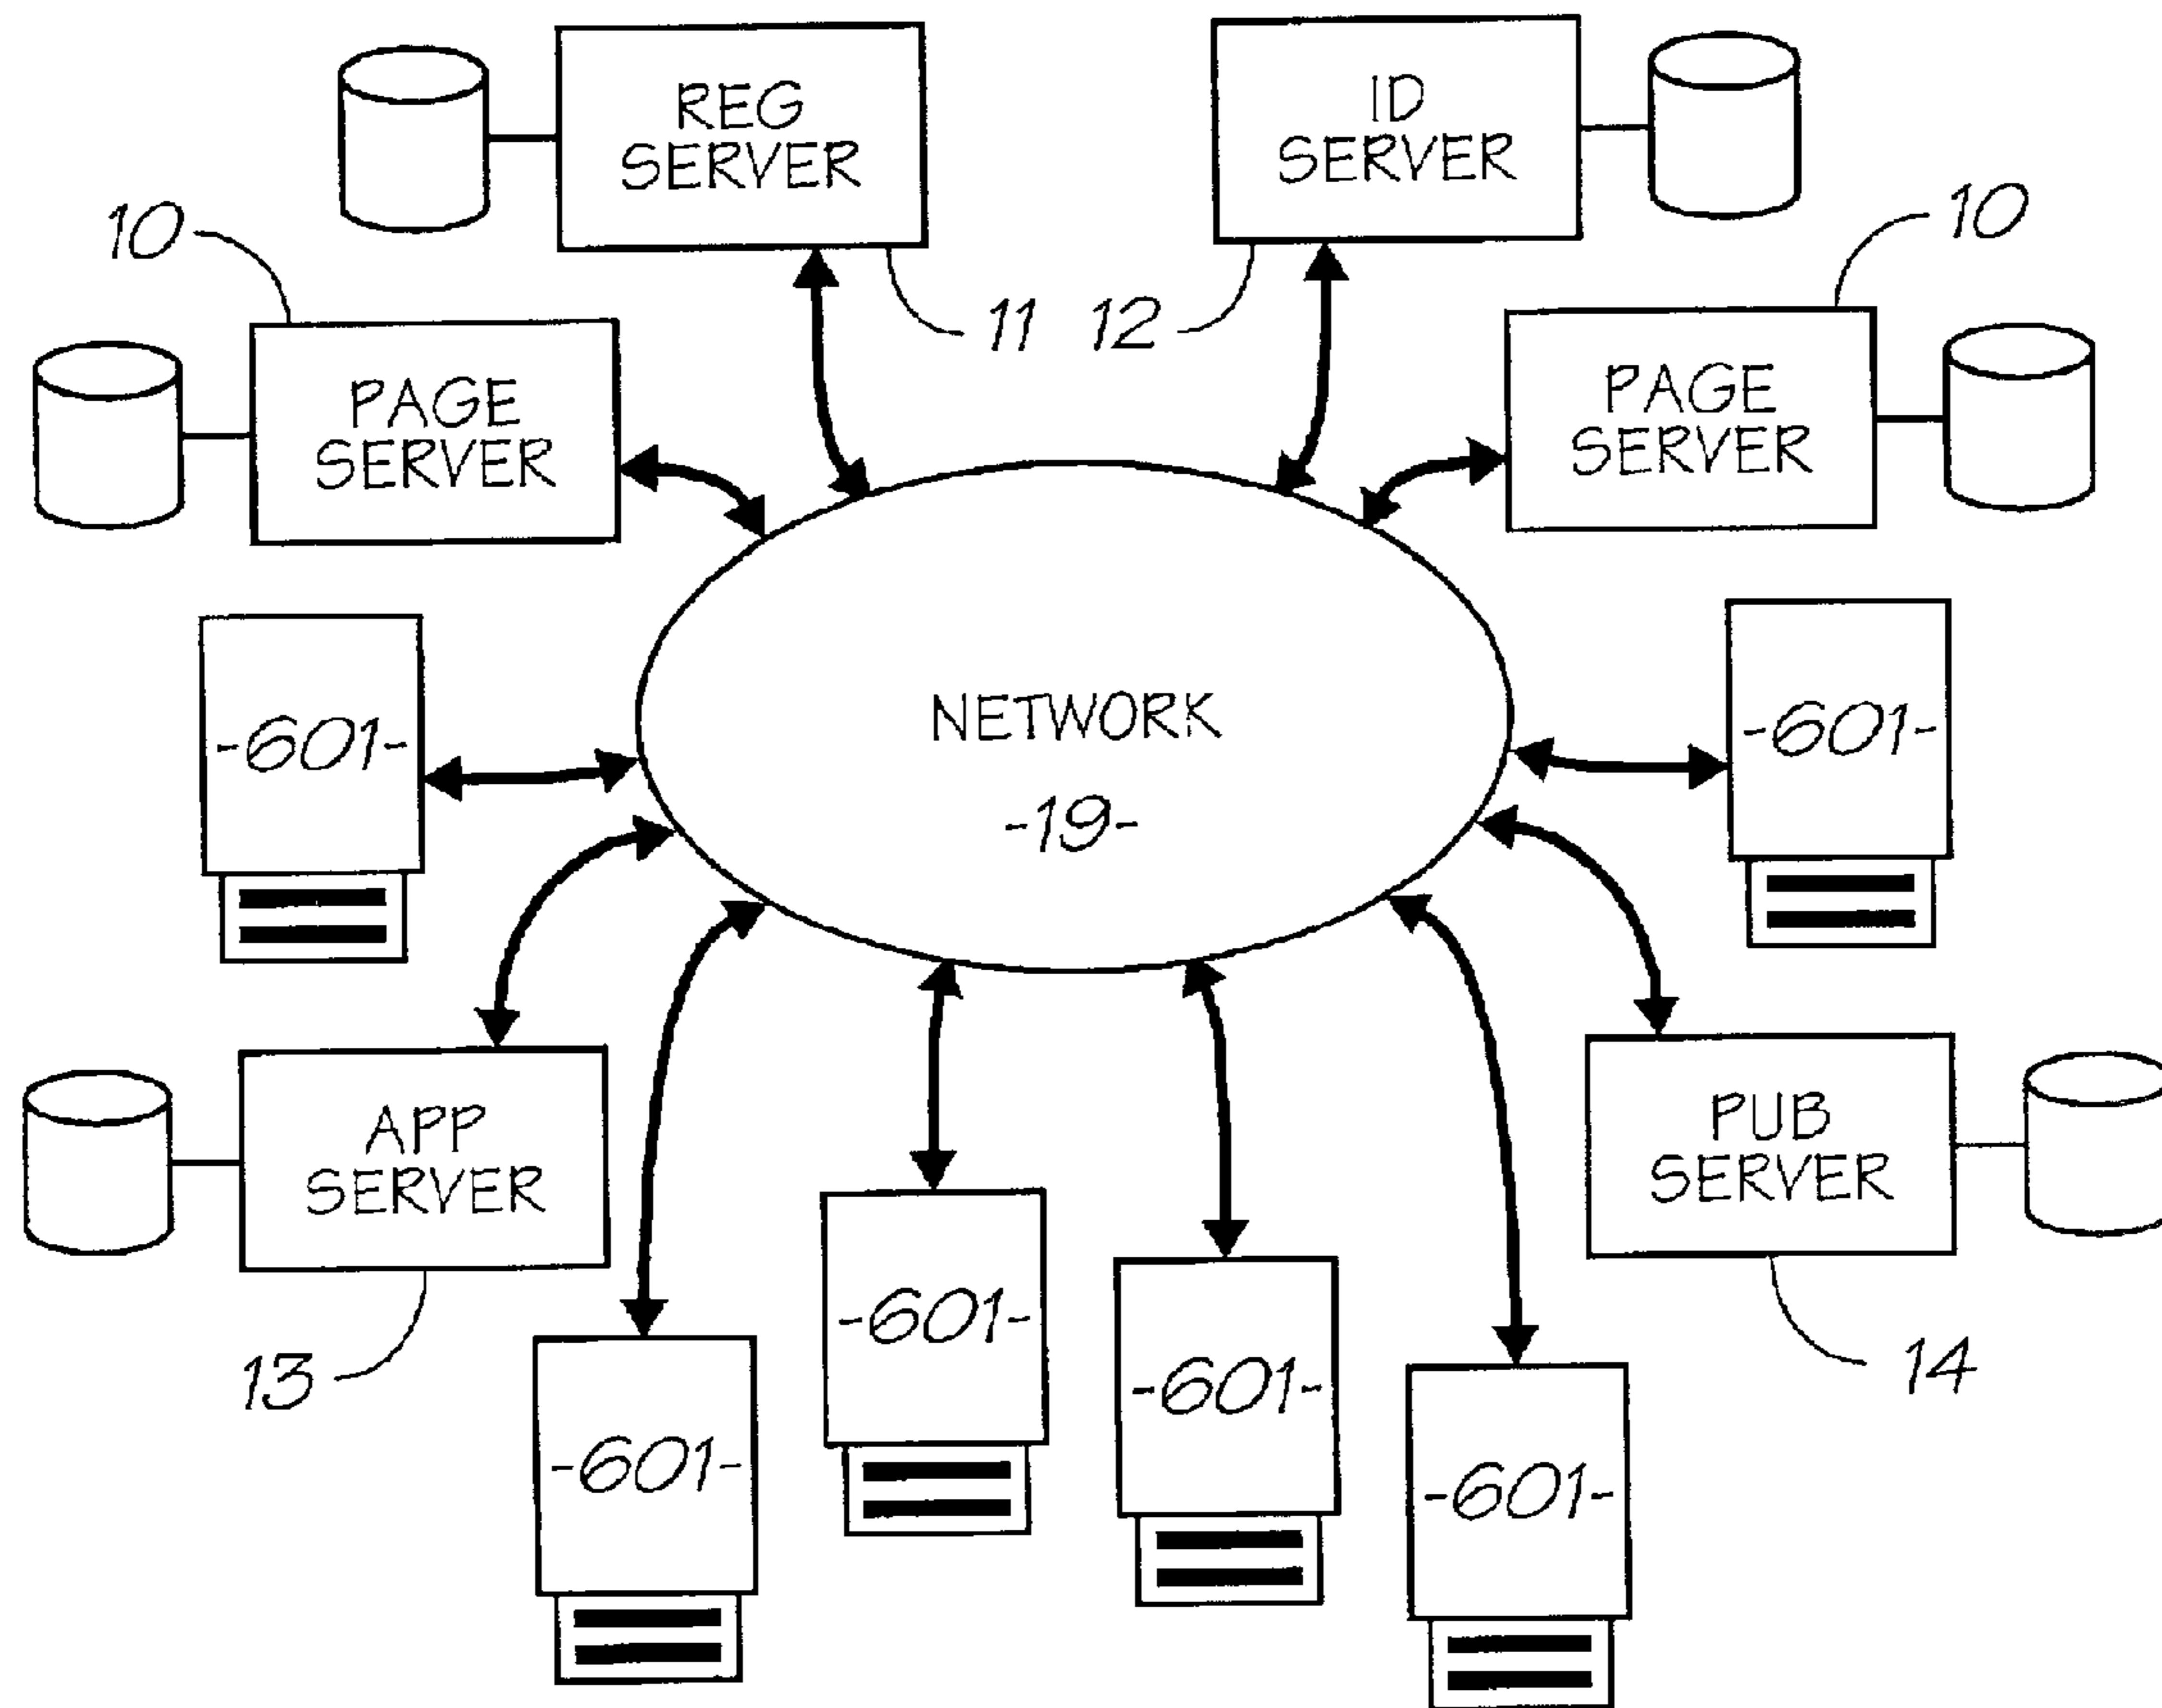 REG
SERVER
ID
SERVER
10
10
11
12
PAGE
SERVER
PAGE
SERVER
-601-
NETWORK
-19-
-601-
APP
SERVER
PUB
SERVER
13
-601-
-601-
-601-
-601-
14